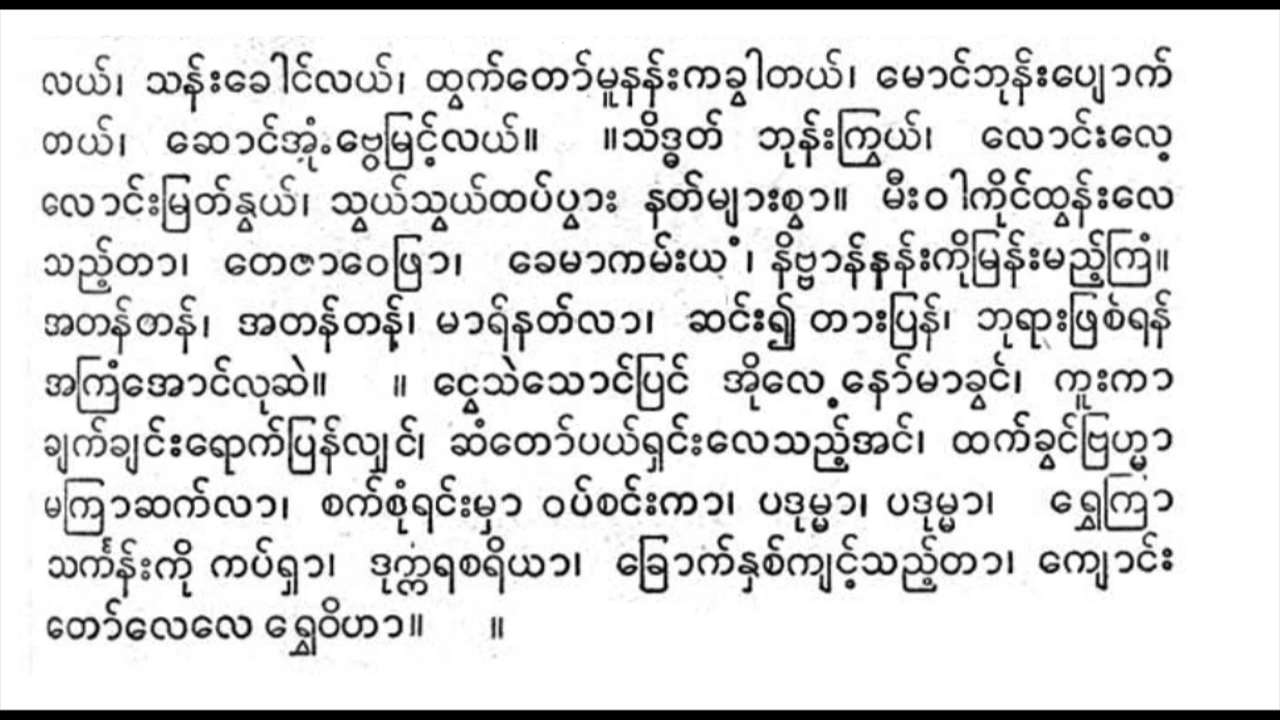 လယ်၊ သန်းခေါင်လယ်၊ ထွက်တော်မူနန်းကခွါတယ်၊ မောင်ဘုန်းပျောက်
တယ်၊ ဆောင်အုံးဗွေမြင့်လယ်။ ။သိဒ္ဓတ် ဘုန်းကြွယ်၊ လောင်းလေ့
လောင်းမြတ်နွယ်၊ သွယ်သွယ်ထပ်ပွား နတ်များစွာ။ မီးဝါကိုင်ထွန်းလေ
သည့်တာ၊ တေဇာဝေဖြာ၊ ခေမာကမ်းယံ၊ နိဗ္ဗာန်နန်းကိုမြန်းမည့်ကြံ။
အတန်တန်၊ အတန်တန့်၊ မာရ်နတ်လာ၊ ဆင်း၍ တားပြန်၊ ဘုရားဖြစ်ရန်
အကြံအောင်လုဆဲ။ ။ ငွေသဲသောင်ပြင် အိုလေ့နော်မာခွင်၊ ကူးကာ
ချက်ချင်းရောက်ပြန်လျှင်၊ ဆံတော်ပယ်ရှင်းလေသည့်အင်၊ ထက်ခွင်ဗြဟ္မာ
မကြာဆက်လာ၊ စက်စုံရင်းမှာ ဝပ်စင်းကာ၊ ပဒုမ္မာ၊ ပဒုမ္မာ၊ ရွှေကြာ
သင်္ကန်းကို ကပ်ရှာ၊ ဒုက္ကရစရိယာ၊ ခြောက်နှစ်ကျင့်သည့်တာ၊ ကျောင်း
တော်လေလေ ရွှေဝိဟာ။ ။